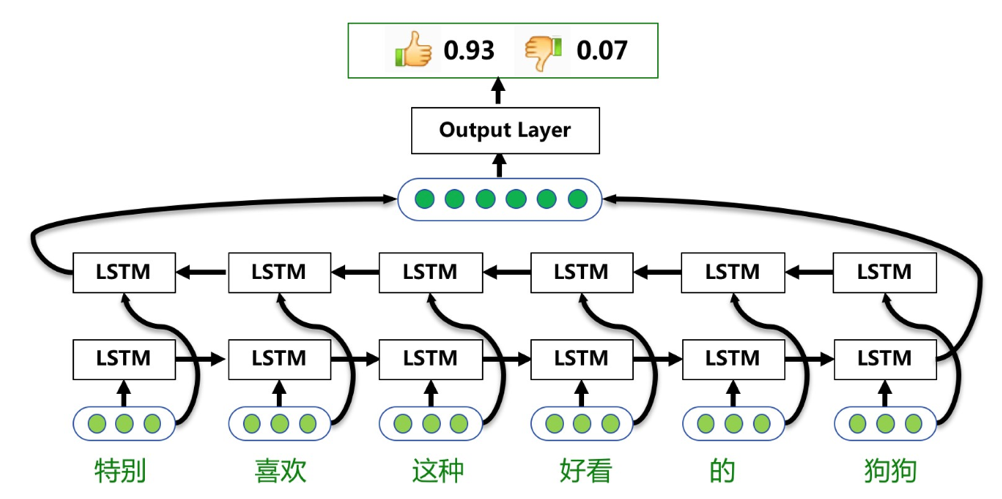 0.93 0.07
Output Layer
LSTM LSTM LSTM LSTM LSTM LSTM
LSTM LSTM LSTM LSTM LSTM LSTM
特别 喜欢 这种 好看 的 狗狗